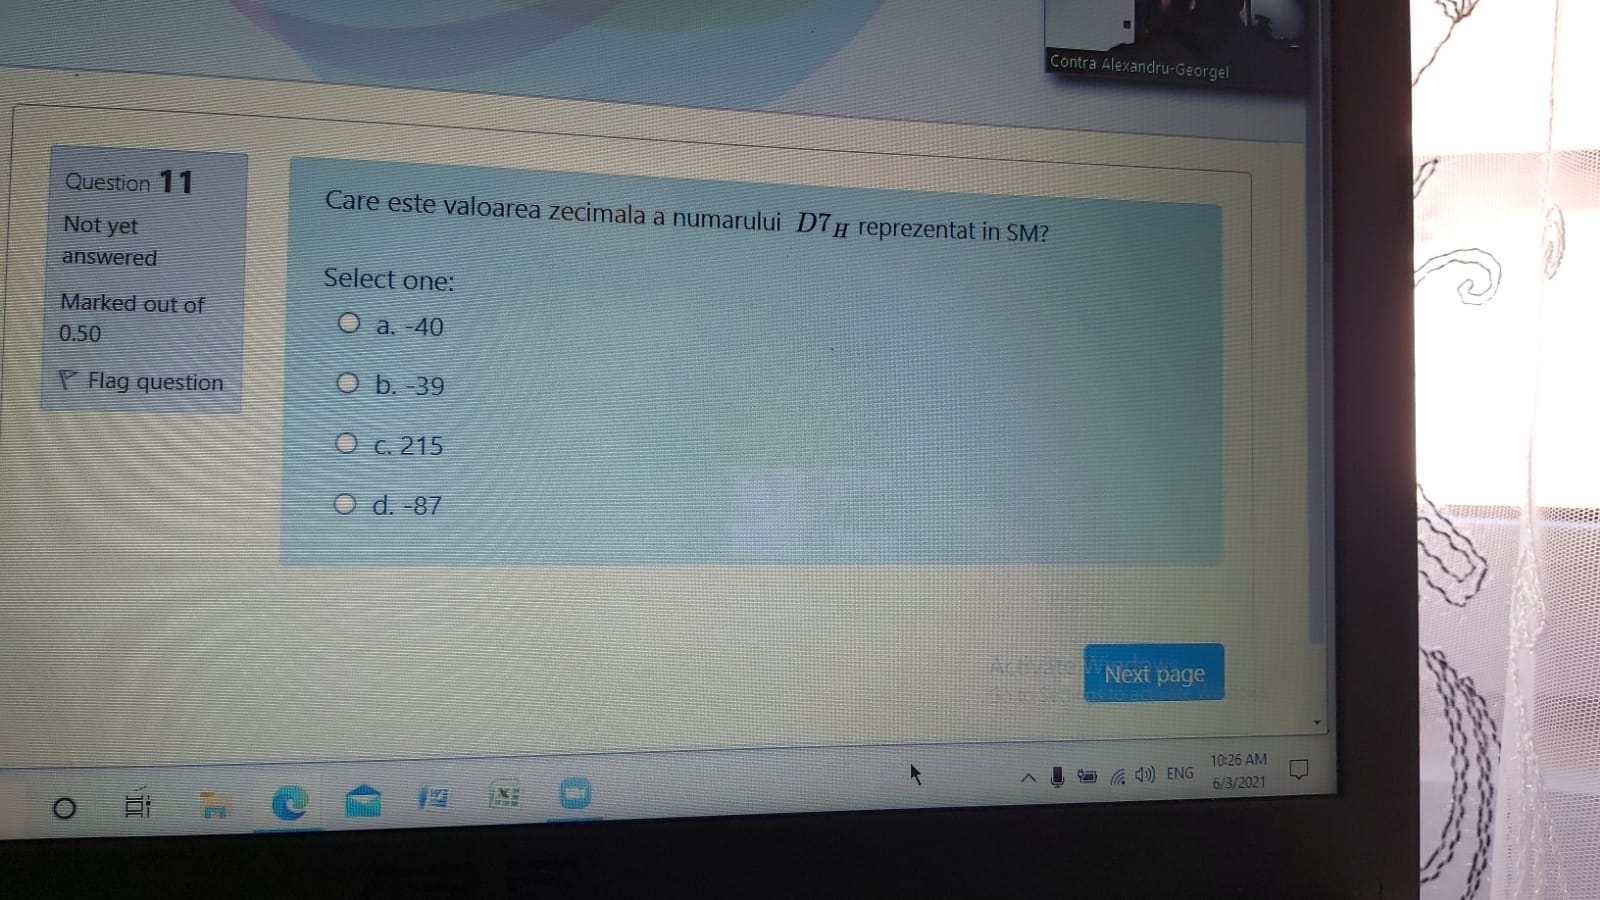 Contra Alexandru-Georgel
Question 11
Not yet
answered
Marked out of
0.50
Flag question
Care este valoarea zecimala a numarului D7H reprezentat in SM?
Select one:
a. -40
b. -39
c. 215
d. -87
Activate Windows
Next page
ENG
10:26 AM
6/3/2021